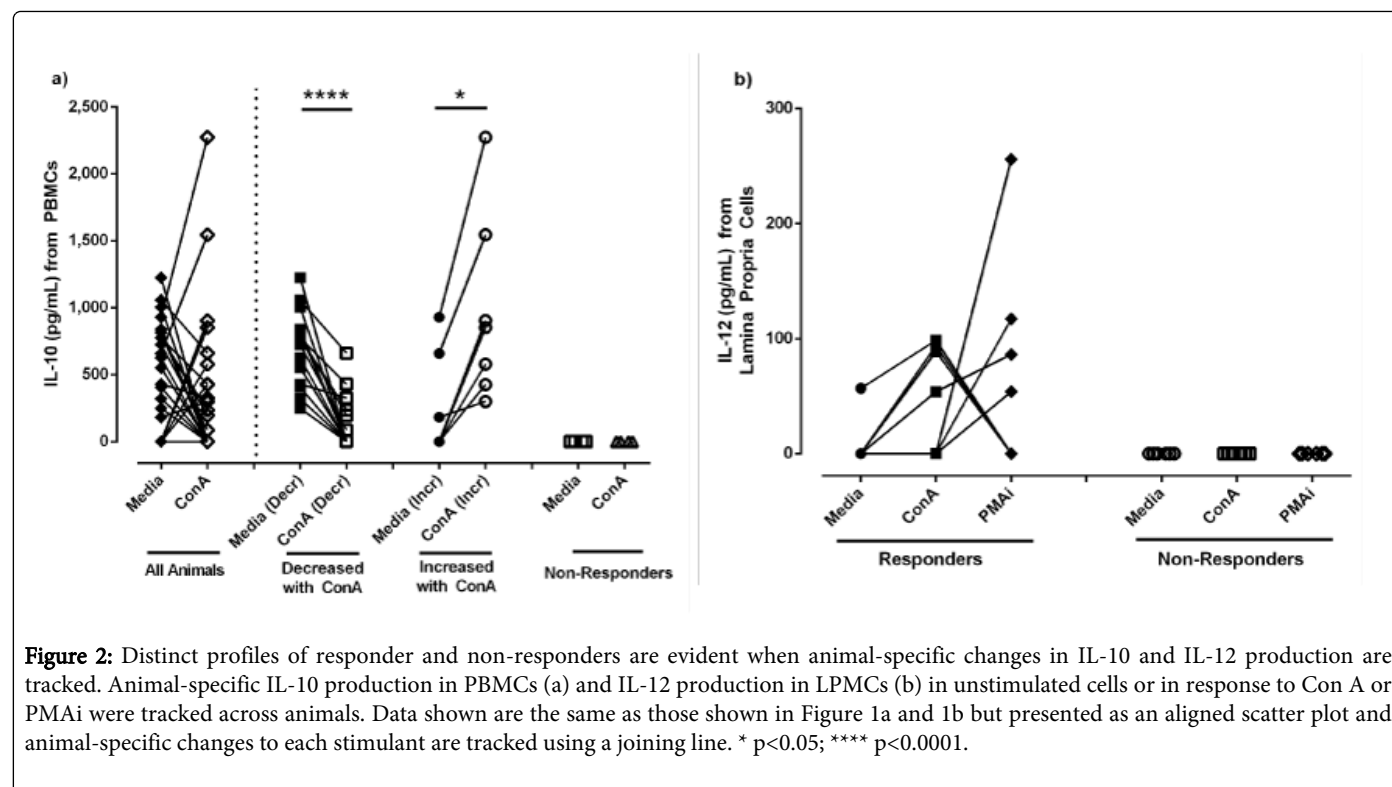 a)
****
*
2,500
2,000
1,500
1,000
500
0
IL-10 (pg/mL) from PBMCs
Media
ConA
Media (Decr)
ConA (Decr)
Media (Incr)
ConA (Incr)
Media
ConA
All Animals
Decreased
with ConA
Increased
with ConA
Non-Responders
b)
300
200
100
0
IL-12 (pg/mL) from
Lamina Propria Cells
Media
ConA
PMAi
Media
ConA
PMAi
Responders
Non-Responders
Figure 2: Distinct profiles of responder and non-responders are evident when animal-specific changes in IL-10 and IL-12 production are
tracked. Animal-specific IL-10 production in PBMCs (a) and IL-12 production in LPMCs (b) in unstimulated cells or in response to Con A or
PMAi were tracked across animals. Data shown are the same as those shown in Figure 1a and 1b but presented as an aligned scatter plot and
animal-specific changes to each stimulant are tracked using a joining line. * p<0.05; **** p<0.0001.